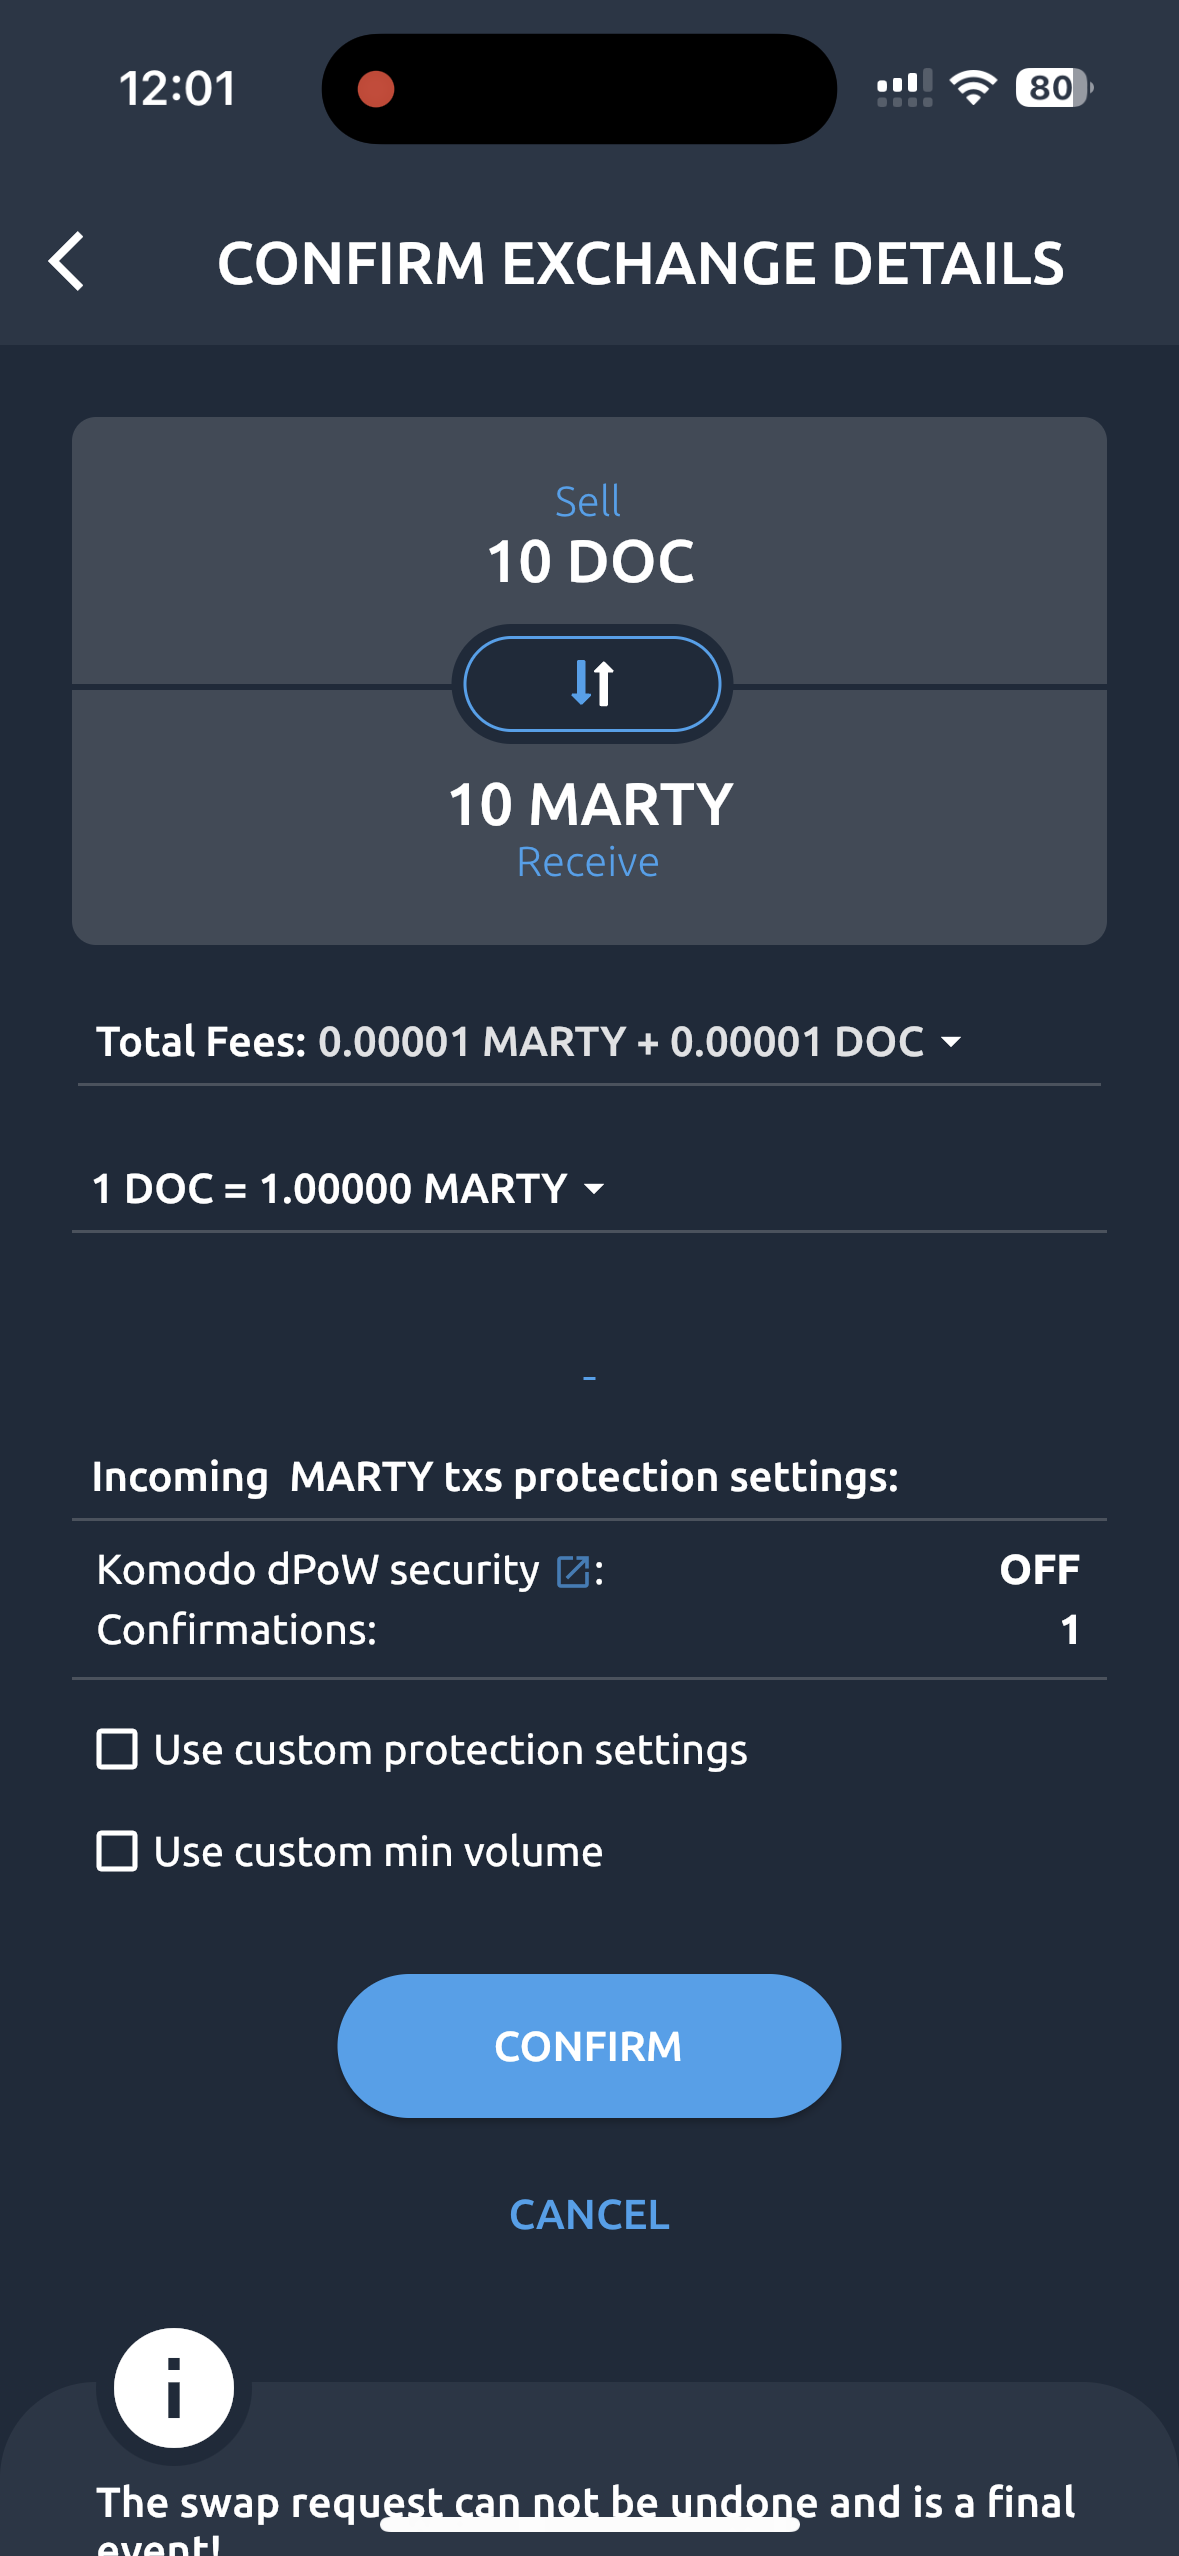 12:01
80
CONFIRM EXCHANGE DETAILS
Sell
10 DOC
10 MARTY
Receive
Total Fees: 0.00001 MARTY + 0.00001 DOC
1 DOC = 1.00000 MARTY
-
Incoming  MARTY txs protection settings:
Komodo dPoW security : OFF
Confirmations: 1
Use custom protection settings
Use custom min volume
CONFIRM
CANCEL
i
The swap request can not be undone and is a final
event!